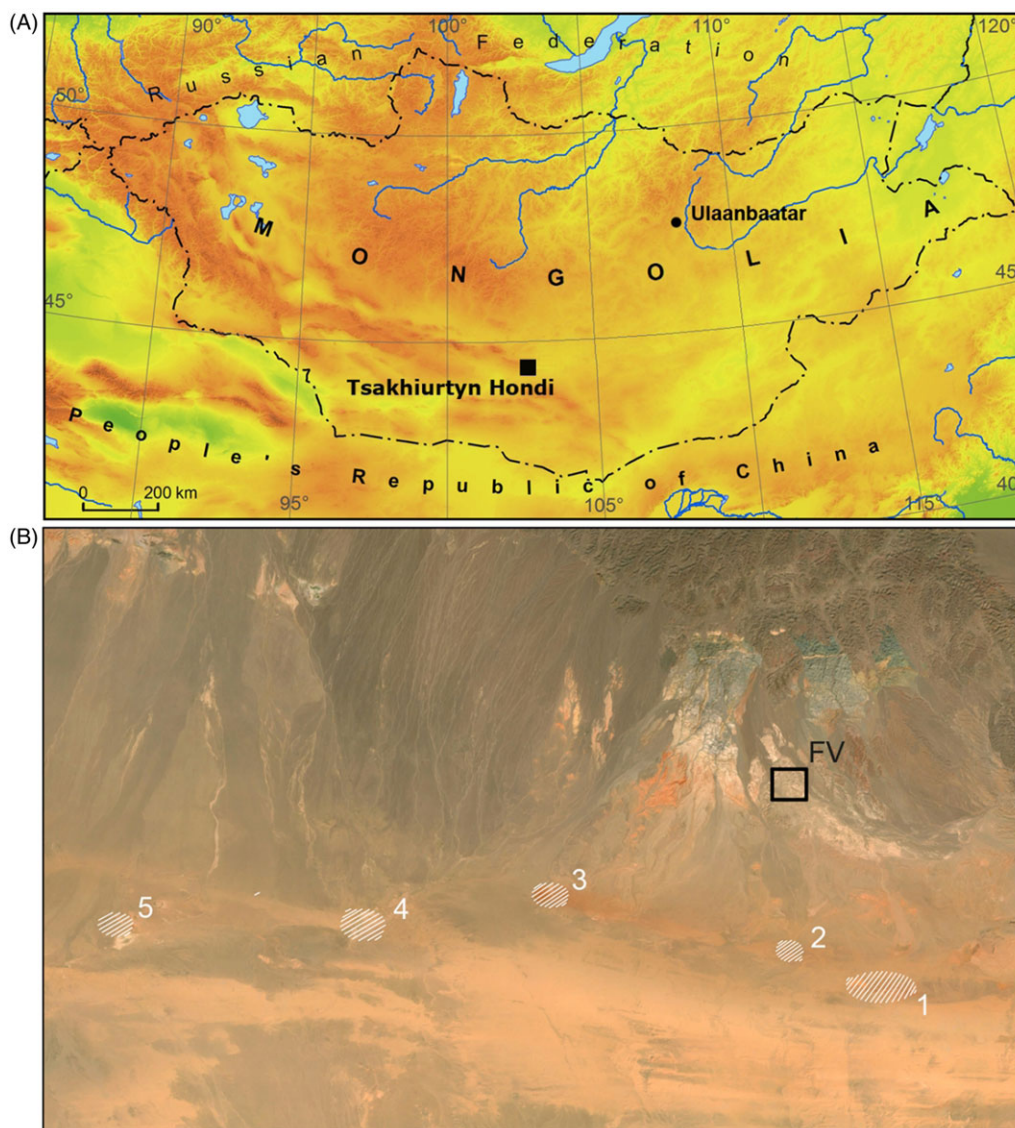 (A)
90°
100°
110°
120°
Russian Federation
50°
Ulaanbaatar
MONGOLIA
45°
45°
Tsakhiurtyn Hondi
People's Republic of China
0 200 km
95°
105°
115°
40
(B)
FV
3
5
4
2
1